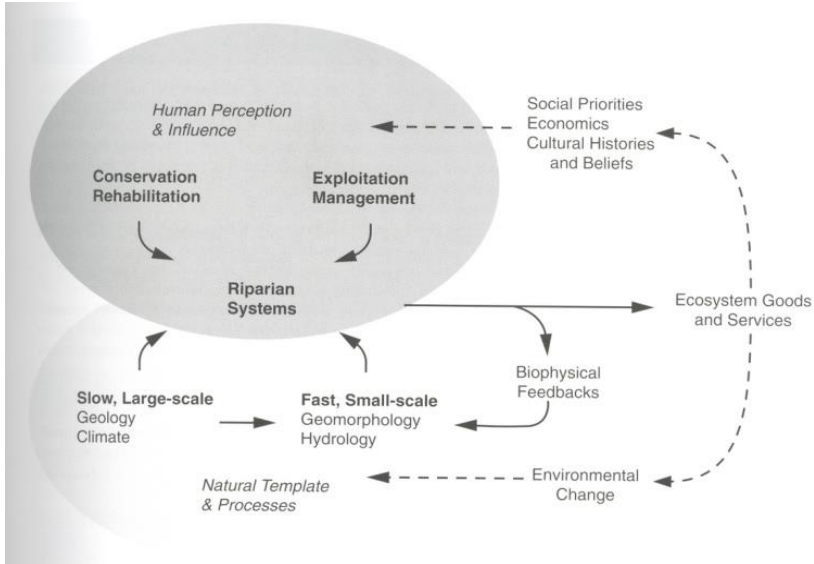 Human Perception
& Influence
Social Priorities
Economics
Cultural Histories
and Beliefs
Conservation
Rehabilitation
Exploitation
Management
Riparian
Systems
Ecosystem Goods
and Services
Biophysical
Feedbacks
Slow, Large-scale
Geology
Climate
Fast, Small-scale
Geomorphology
Hydrology
Natural Template
& Processes
Environmental
Change